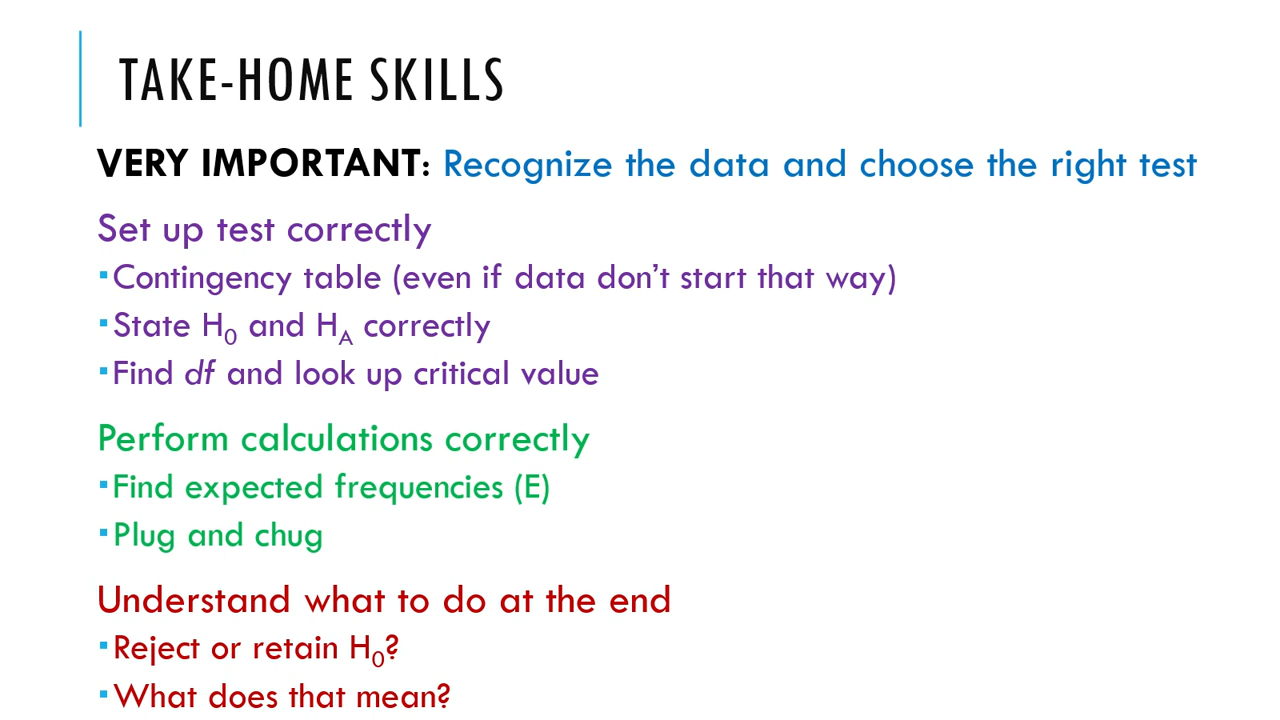 TAKE-HOME SKILLS
VERY IMPORTANT: Recognize the data and choose the right test
Set up test correctly
▪Contingency table (even if data don’t start that way)
▪State H₀ and Hₐ correctly
▪Find df and look up critical value
Perform calculations correctly
▪Find expected frequencies (E)
▪Plug and chug
Understand what to do at the end
▪Reject or retain H₀?
▪What does that mean?